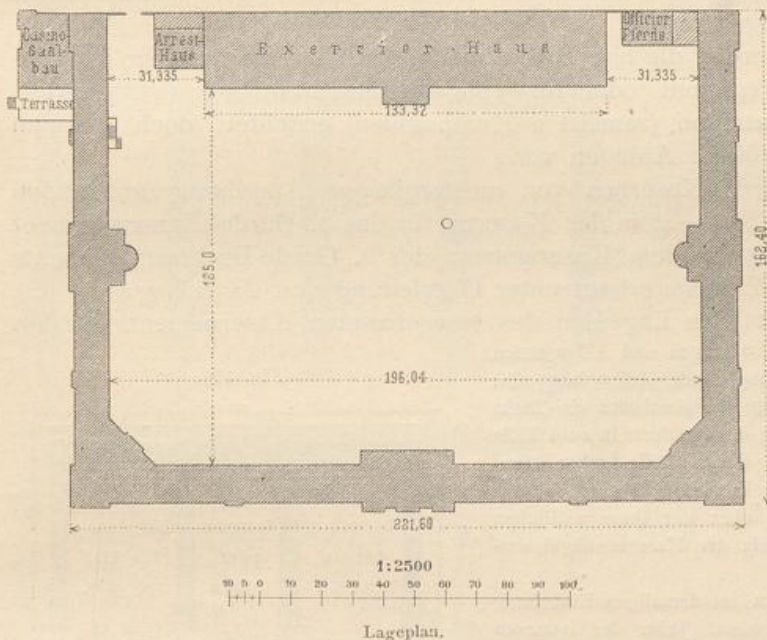 Casino-
Saal-
bau
Terrasse
Arrest-
Haus
Exerzier-Haus
Officier
Pferde
31,335
31,335
133,32
125,0
162,40
196,04
221,60
1:2500
10 5 0 10 20 30 40 50 60 70 80 90 100
Lageplan.